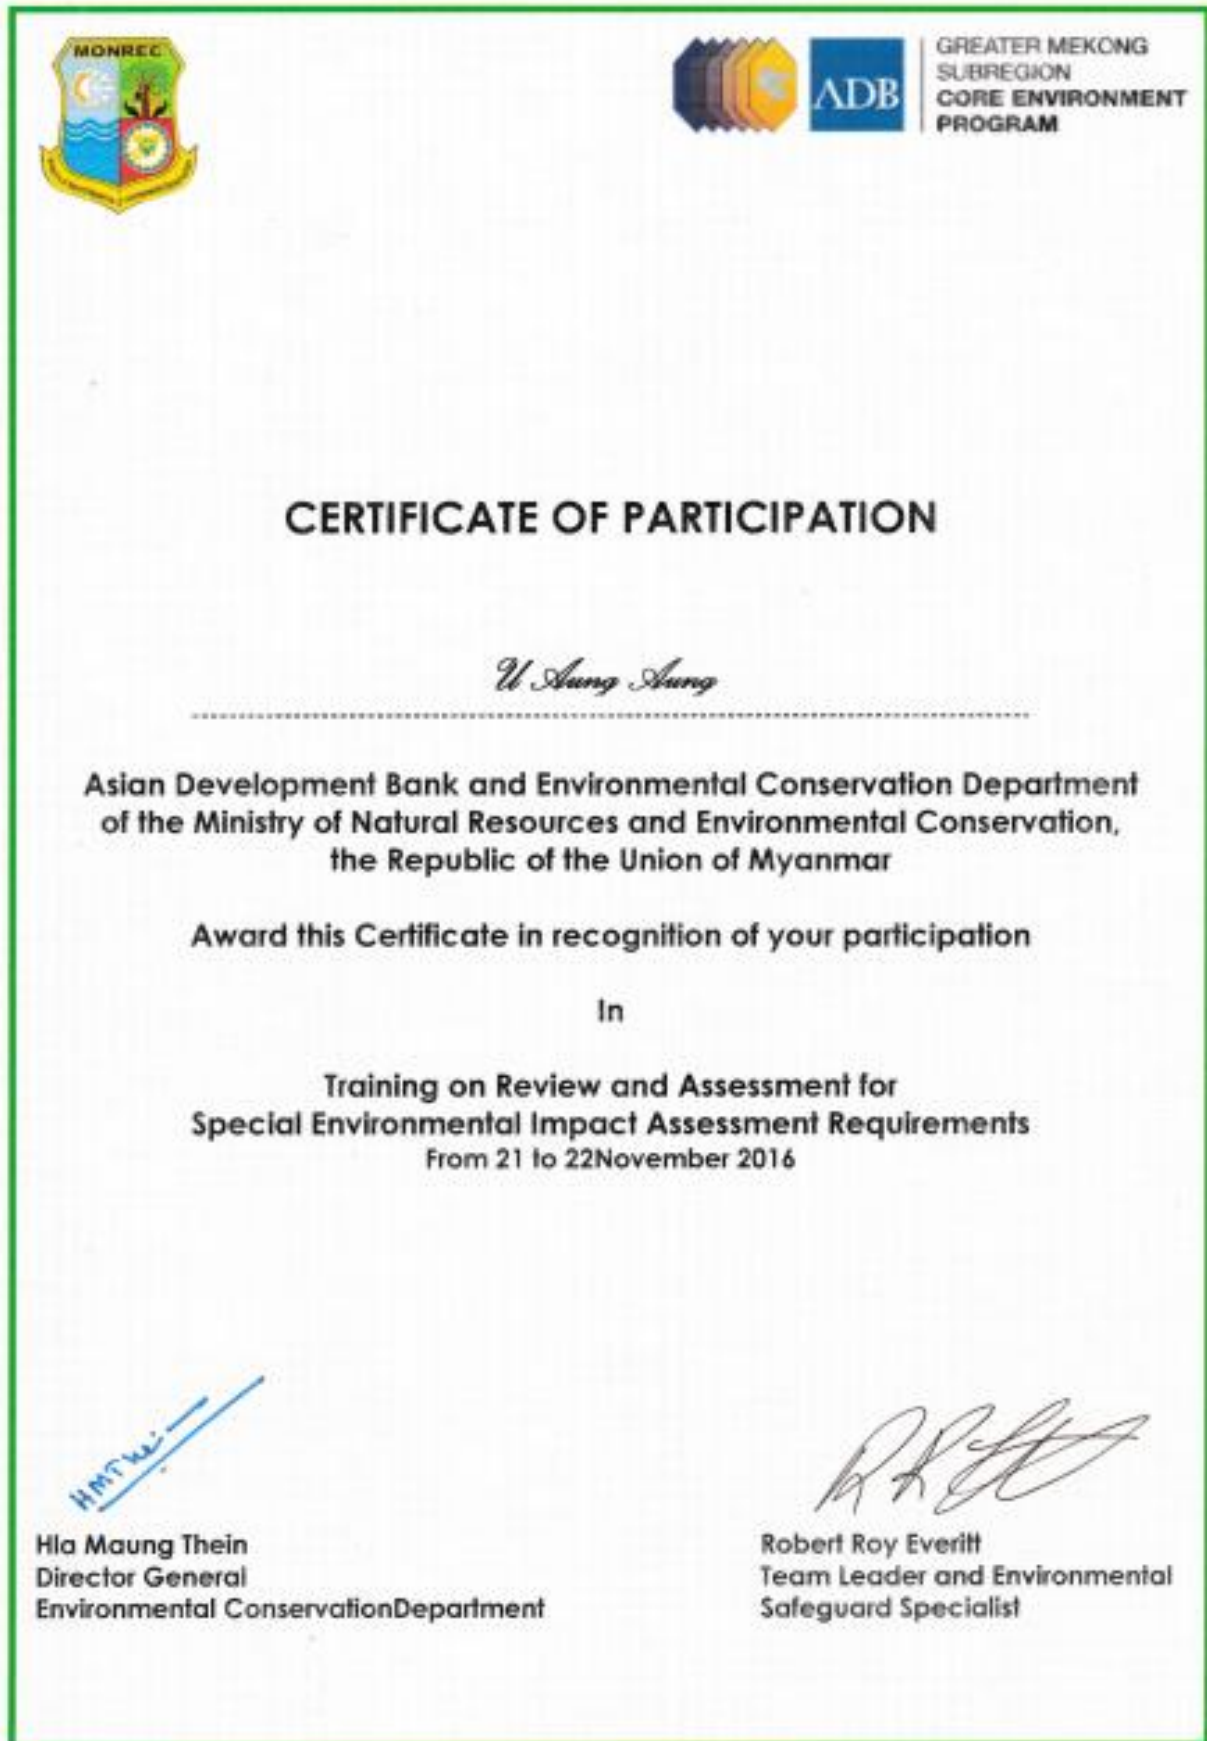 MONREC
ADB
GREATER MEKONG
SUBREGION
CORE ENVIRONMENT
PROGRAM
CERTIFICATE OF PARTICIPATION
U Aung Aung
Asian Development Bank and Environmental Conservation Department
of the Ministry of Natural Resources and Environmental Conservation,
the Republic of the Union of Myanmar
Award this Certificate in recognition of your participation
In
Training on Review and Assessment for
Special Environmental Impact Assessment Requirements
From 21 to 22November 2016
HMThei
Hla Maung Thein
Director General
Environmental ConservationDepartment
Robert Roy Everitt
Team Leader and Environmental
Safeguard Specialist